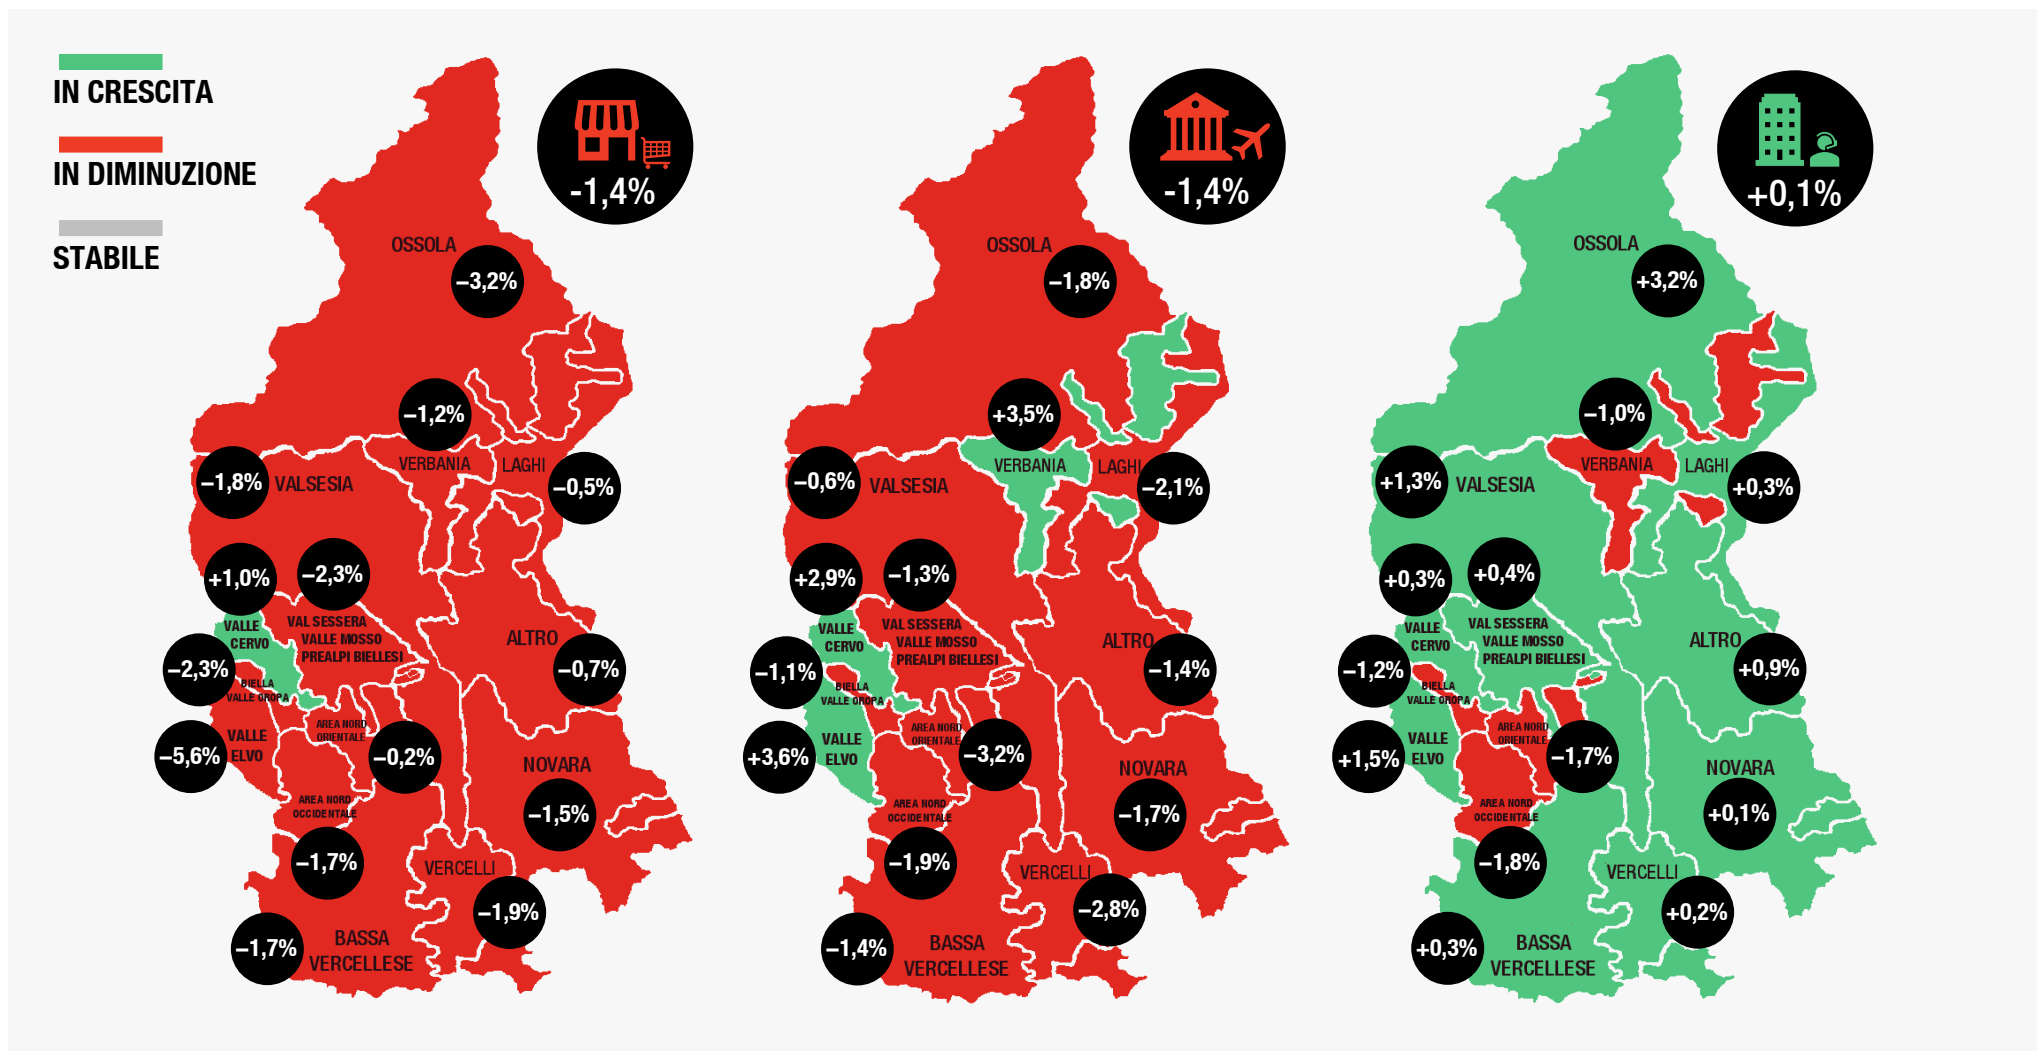 IN CRESCITA
IN DIMINUZIONE
STABILE
-1,4%
OSSOLA
–3,2%
–1,2%
VERBANIA
LAGHI
–0,5%
–1,8%
VALSESIA
+1,0%
–2,3%
VALLE
CERVO
VAL SESSERA
VALLE MOSSO
PREALPI BIELLESI
ALTRO
–0,7%
–2,3%
BIELLA
VALLE OROPA
AREA NORD
ORIENTALE
–0,2%
–5,6%
VALLE
ELVO
NOVARA
–1,5%
AREA NORD
OCCIDENTALE
–1,7%
VERCELLI
–1,9%
–1,7%
BASSA
VERCELLESE
-1,4%
OSSOLA
–1,8%
+3,5%
VERBANIA
LAGHI
–2,1%
–0,6%
VALSESIA
+2,9%
–1,3%
VALLE
CERVO
VAL SESSERA
VALLE MOSSO
PREALPI BIELLESI
ALTRO
–1,4%
–1,1%
BIELLA
VALLE OROPA
AREA NORD
ORIENTALE
–3,2%
+3,6%
VALLE
ELVO
NOVARA
–1,7%
AREA NORD
OCCIDENTALE
–1,9%
VERCELLI
–2,8%
–1,4%
BASSA
VERCELLESE
+0,1%
OSSOLA
+3,2%
–1,0%
VERBANIA
LAGHI
+0,3%
+1,3%
VALSESIA
+0,3%
+0,4%
VALLE
CERVO
VAL SESSERA
VALLE MOSSO
PREALPI BIELLESI
ALTRO
+0,9%
–1,2%
BIELLA
VALLE OROPA
AREA NORD
ORIENTALE
–1,7%
+1,5%
VALLE
ELVO
NOVARA
+0,1%
AREA NORD
OCCIDENTALE
–1,8%
VERCELLI
+0,2%
+0,3%
BASSA
VERCELLESE